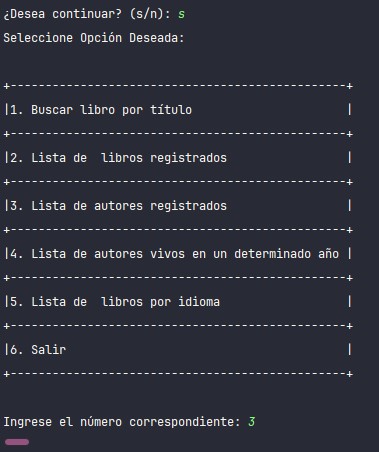 ¿Desea continuar? (s/n): s
Seleccione Opción Deseada:
+-----------------------------------------------+
|1. Buscar libro por título                     |
+-----------------------------------------------+
|2. Lista de  libros registrados                |
+-----------------------------------------------+
|3. Lista de autores registrados                |
+-----------------------------------------------+
|4. Lista de autores vivos en un determinado año |
+-----------------------------------------------+
|5. Lista de  libros por idioma                 |
+-----------------------------------------------+
|6. Salir                                       |
+-----------------------------------------------+
Ingrese el número correspondiente: 3